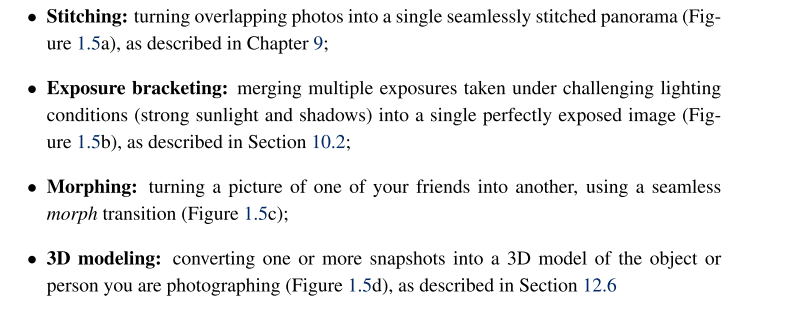 • Stitching: turning overlapping photos into a single seamlessly stitched panorama (Fig-
ure 1.5a), as described in Chapter 9;
• Exposure bracketing: merging multiple exposures taken under challenging lighting
conditions (strong sunlight and shadows) into a single perfectly exposed image (Fig-
ure 1.5b), as described in Section 10.2;
• Morphing: turning a picture of one of your friends into another, using a seamless
morph transition (Figure 1.5c);
• 3D modeling: converting one or more snapshots into a 3D model of the object or
person you are photographing (Figure 1.5d), as described in Section 12.6